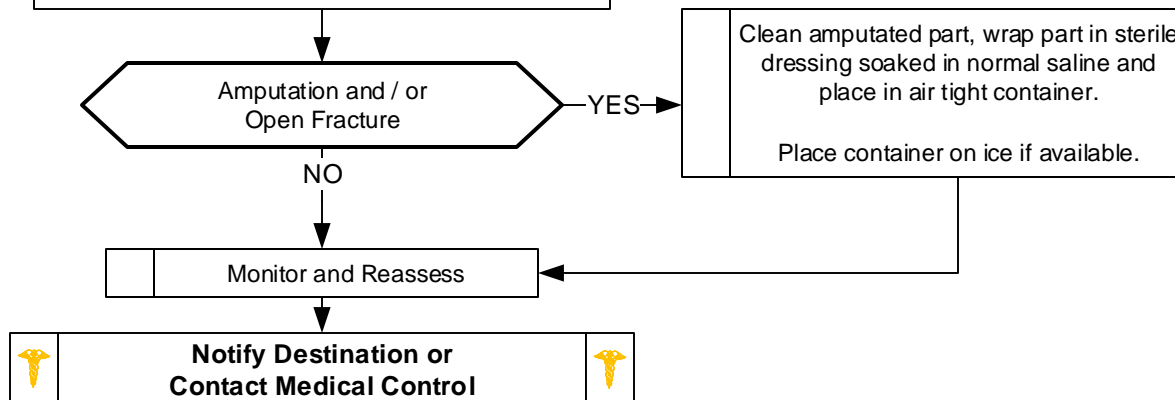 Amputation and / or
Open Fracture
YES
Clean amputated part, wrap part in sterile
dressing soaked in normal saline and
place in air tight container.
Place container on ice if available.
NO
Monitor and Reassess
Notify Destination or
Contact Medical Control